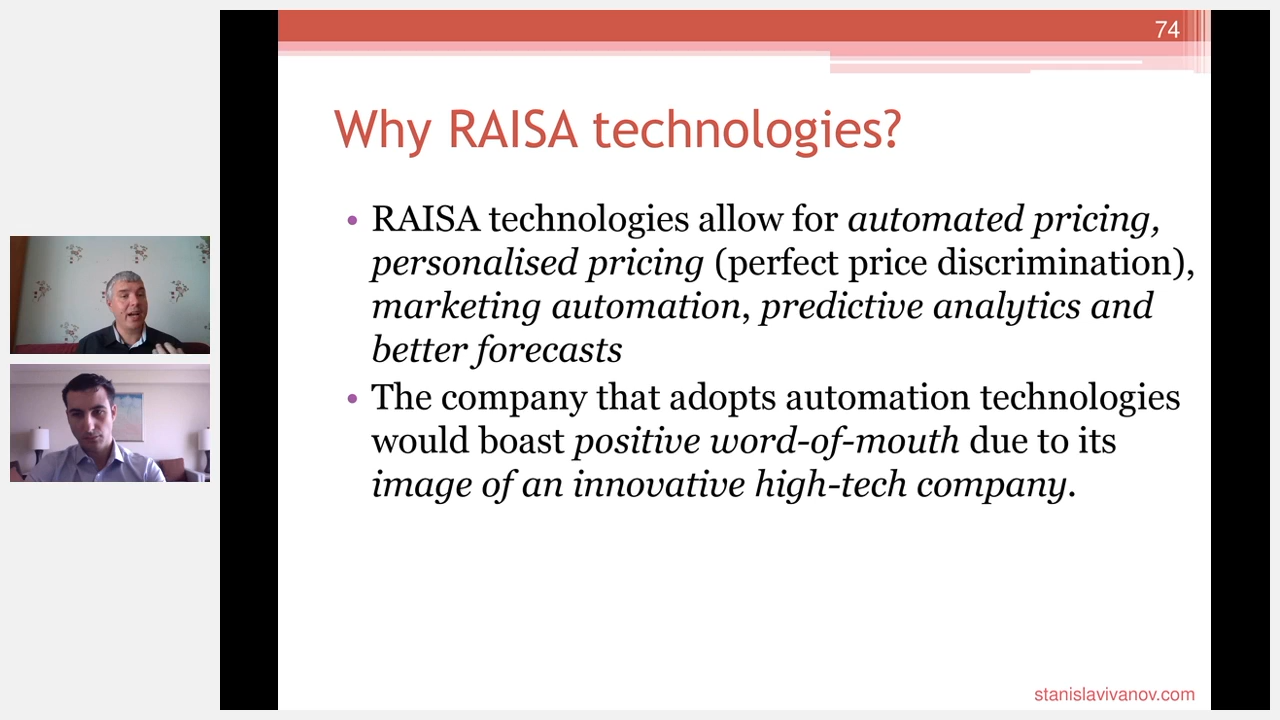 74
Why RAISA technologies?
• RAISA technologies allow for automated pricing,
personalised pricing (perfect price discrimination),
marketing automation, predictive analytics and
better forecasts
• The company that adopts automation technologies
would boast positive word-of-mouth due to its
image of an innovative high-tech company.
stanislavivanov.com